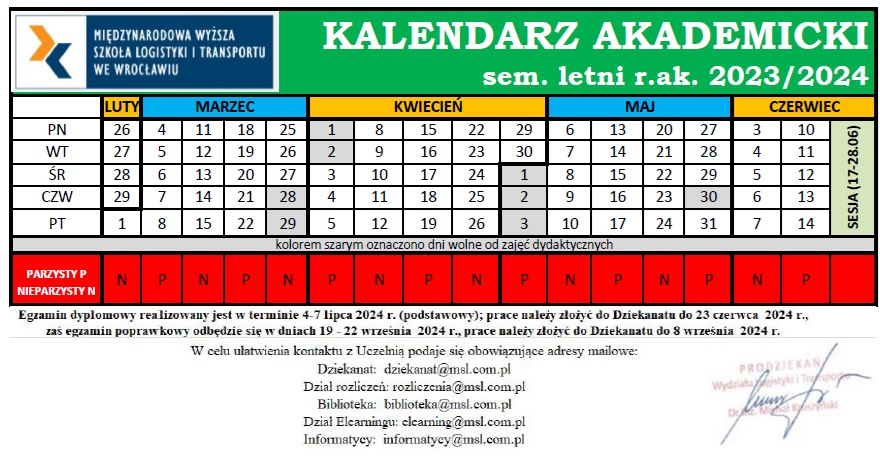 MIĘDZYNARODOWA WYŻSZA
SZKOŁA LOGISTYKI I TRANSPORTU
WE WROCŁAWIU
KALENDARZ AKADEMICKI
sem. letni r.ak. 2023/2024
LUTY MARZEC KWIECIEŃ MAJ CZERWIEC
PN 26 4 11 18 25 1 8 15 22 29 6 13 20 27 3 10
WT 27 5 12 19 26 2 9 16 23 30 7 14 21 28 4 11
ŚR 28 6 13 20 27 3 10 17 24 1 8 15 22 29 5 12
CZW 29 7 14 21 28 4 11 18 25 2 9 16 23 30 6 13
PT 1 8 15 22 29 5 12 19 26 3 10 17 24 31 7 14
SESJA (17-28.06)
kolorem szarym oznaczono dni wolne od zajęć dydaktycznych
PARZYSTY P
NIEPARZYSTY N
N P N P N P N P N P N P N P N P
Egzamin dyplomowy realizowany jest w terminie 4-7 lipca 2024 r. (podstawowy); prace należy złożyć do Dziekanatu do 23 czerwca 2024 r.,
zaś egzamin poprawkowy odbędzie się w dniach 19 - 22 września 2024 r., prace należy złożyć do Dziekanatu do 8 września 2024 r.
W celu ułatwienia kontaktu z Uczelnią podaje się obowiązujące adresy mailowe:
Dziekanat: dziekanat@msl.com.pl
Dział rozliczeń: rozliczenia@msl.com.pl
Biblioteka: biblioteka@msl.com.pl
Dział Elearningu: elearning@msl.com.pl
Informatycy: informatycy@msl.com.pl
PRODZIEKAN
Wydziału Logistyki i Transportu
Dr inż. Michał Kruszyński